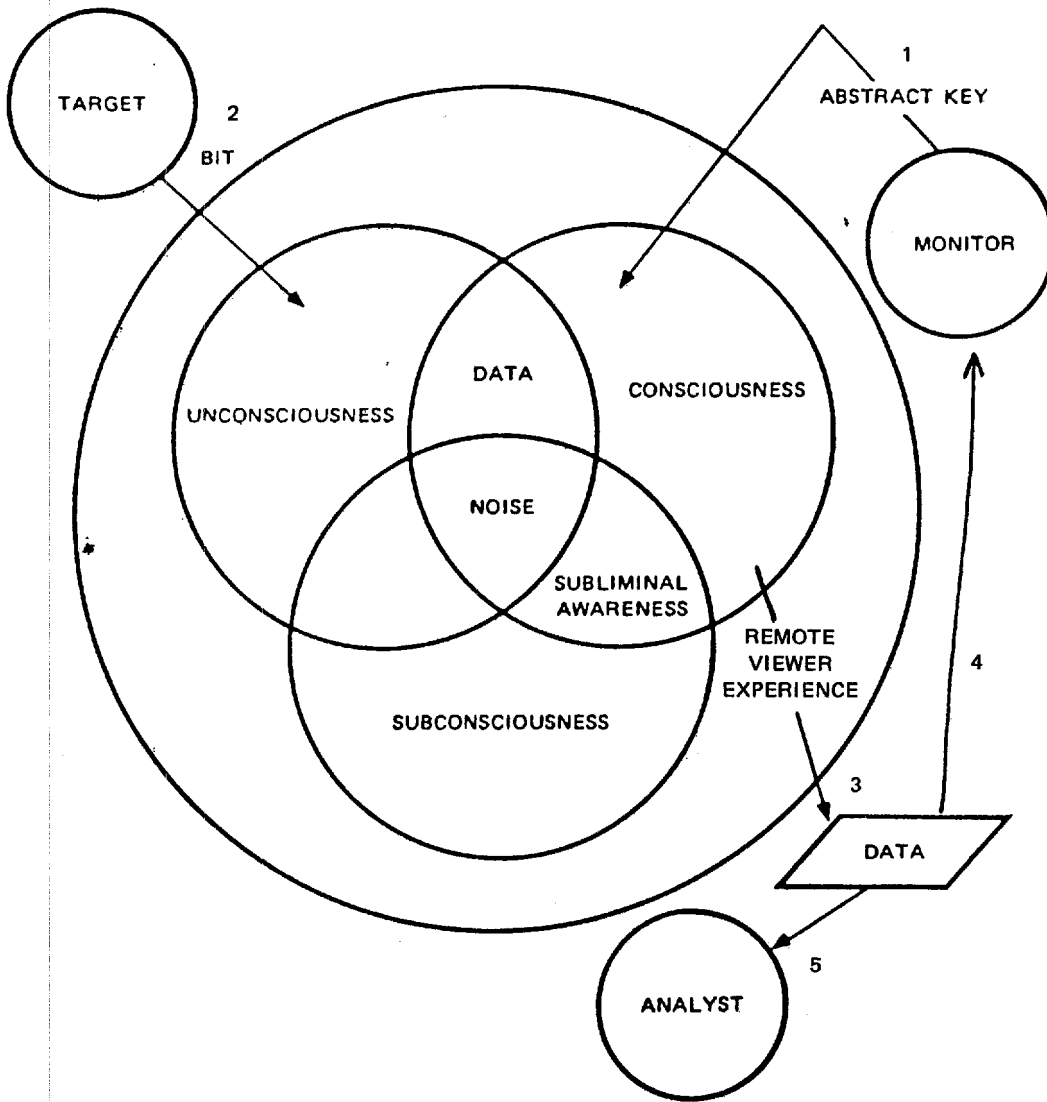 1
TARGET
2
ABSTRACT KEY
BIT
MONITOR
DATA
UNCONSCIOUSNESS
CONSCIOUSNESS
NOISE
SUBLIMINAL
AWARENESS
REMOTE
VIEWER
EXPERIENCE
4
SUBCONSCIOUSNESS
3
DATA
5
ANALYST